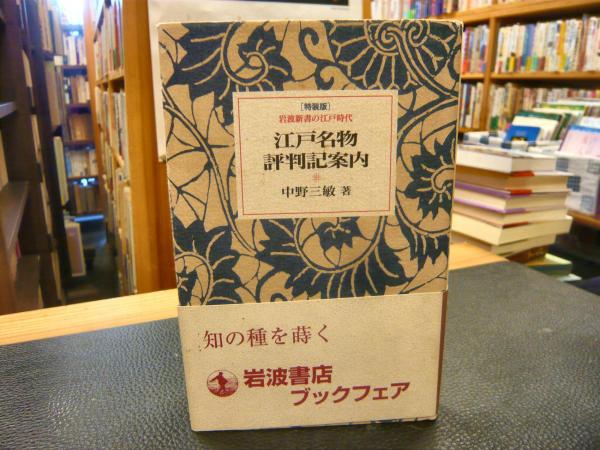 ［特装版］
岩波新書の江戸時代
江戸名物
評判記案内
中野三敏 著
知の種を蒔く
岩波書店
ブックフェア